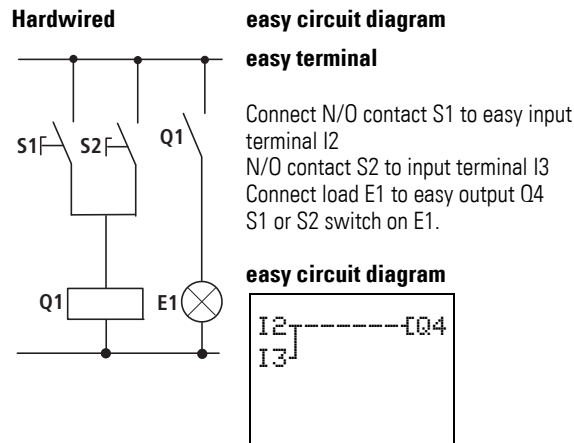 Hardwired
easy circuit diagram
easy terminal
Connect N/O contact S1 to easy input
terminal I2
N/O contact S2 to input terminal I3
Connect load E1 to easy output Q4
S1 or S2 switch on E1.
S1
S2
Q1
Q1
E1
easy circuit diagram
I2-------[Q4
I3